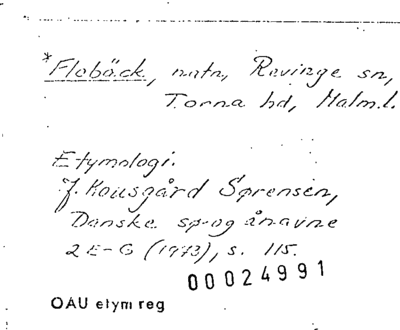 *Flobäck, natn, Revinge sn,
Torna hd, Malm.l.
Etymologi.
J. Kousgård Sørensen,
Danske sø- og ånavne
2 E-G (1973), s. 115.
00024991
OAU etym reg